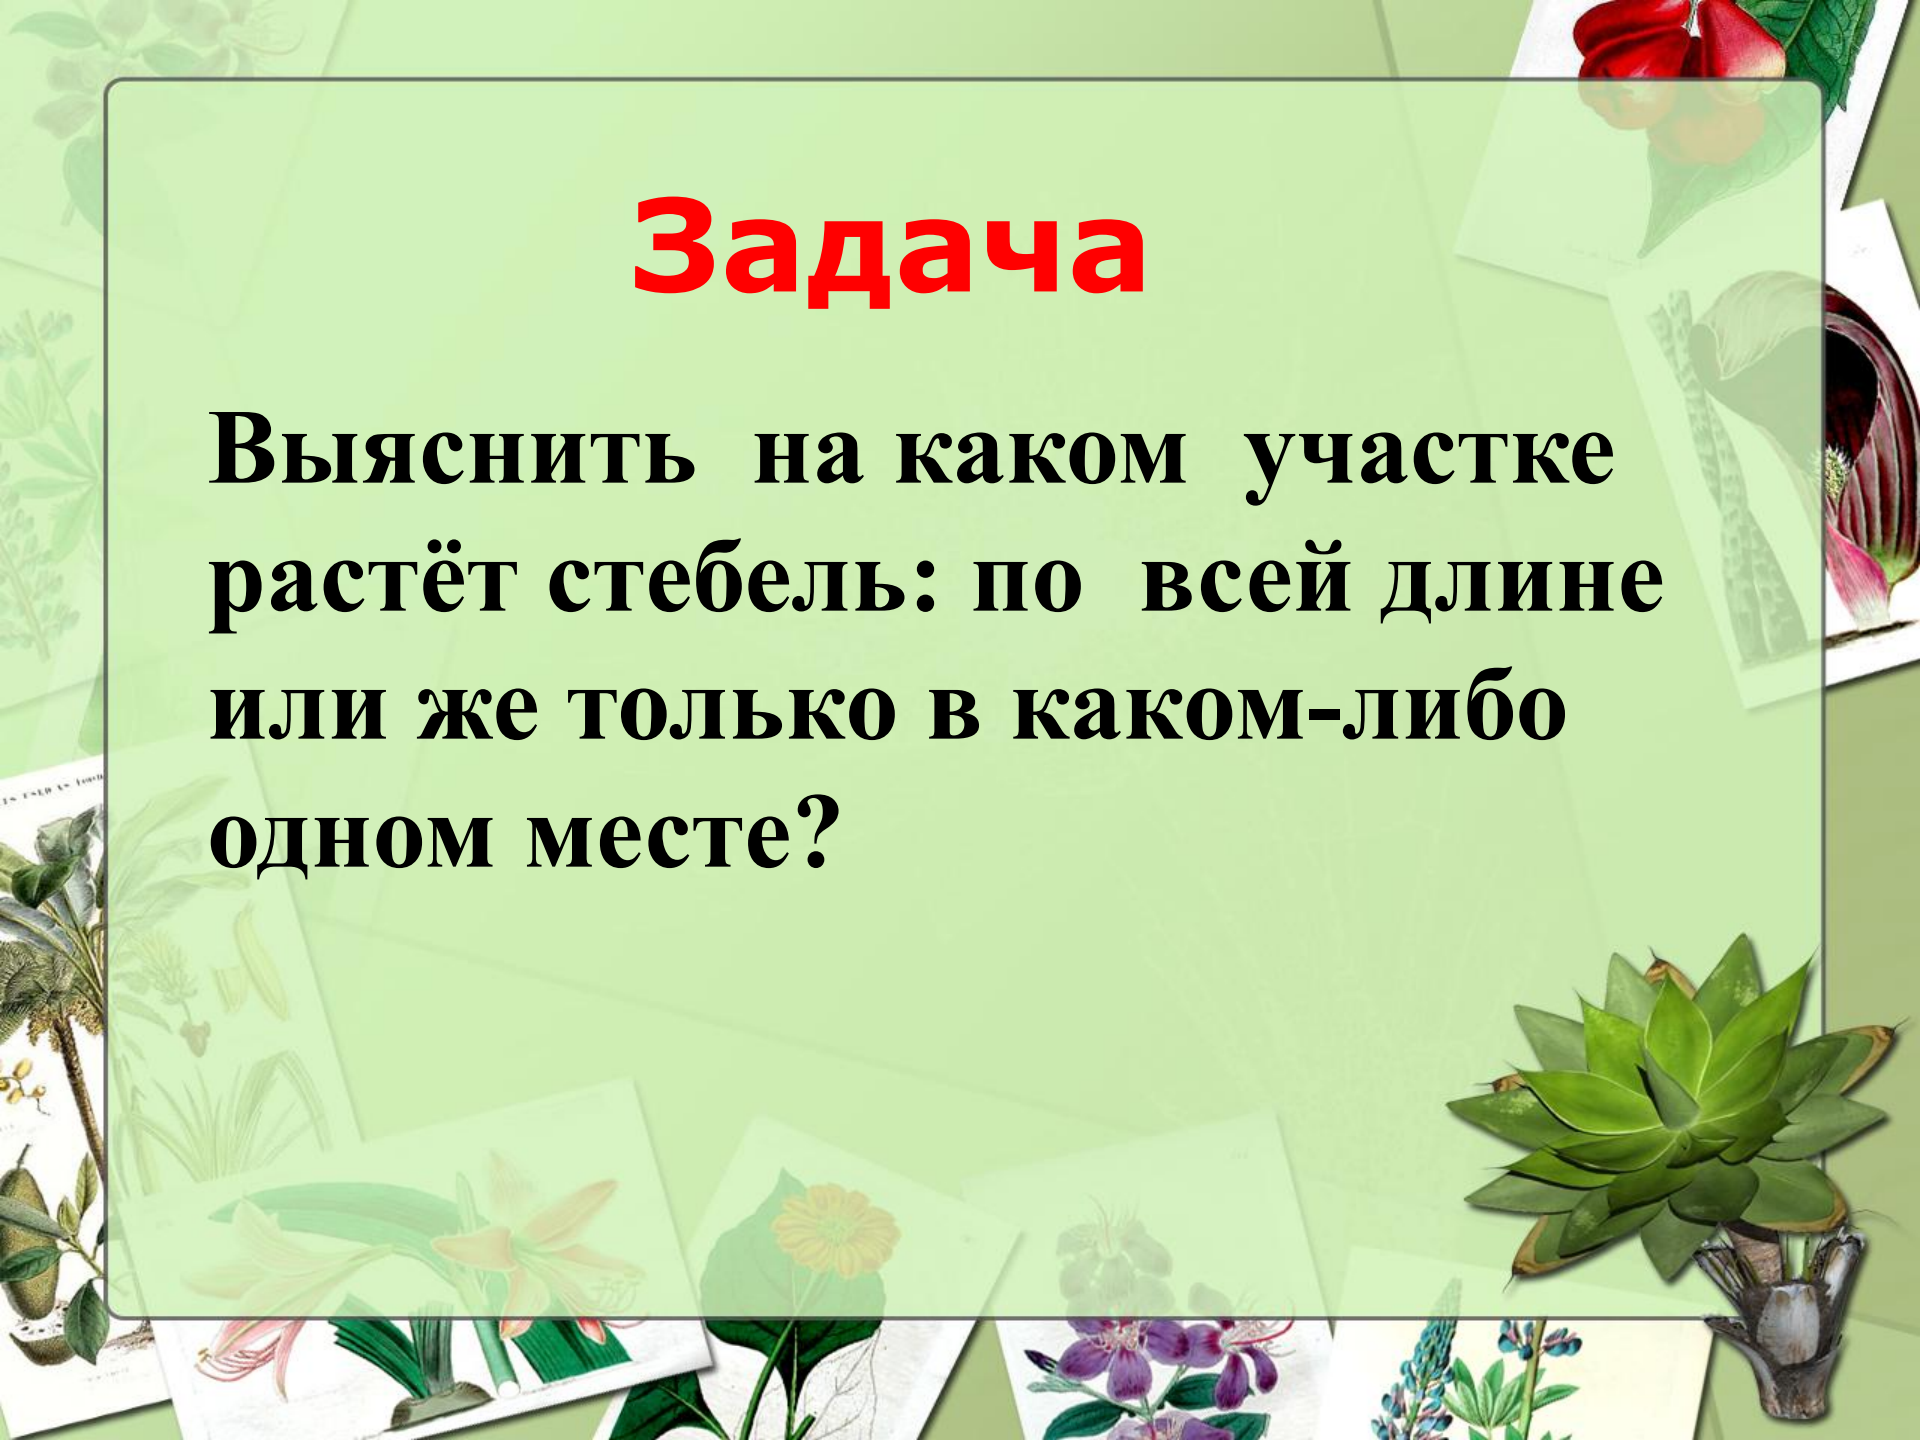 Задача
Выяснить на каком участке
растёт стебель: по всей длине
или же только в каком-либо
одном месте?